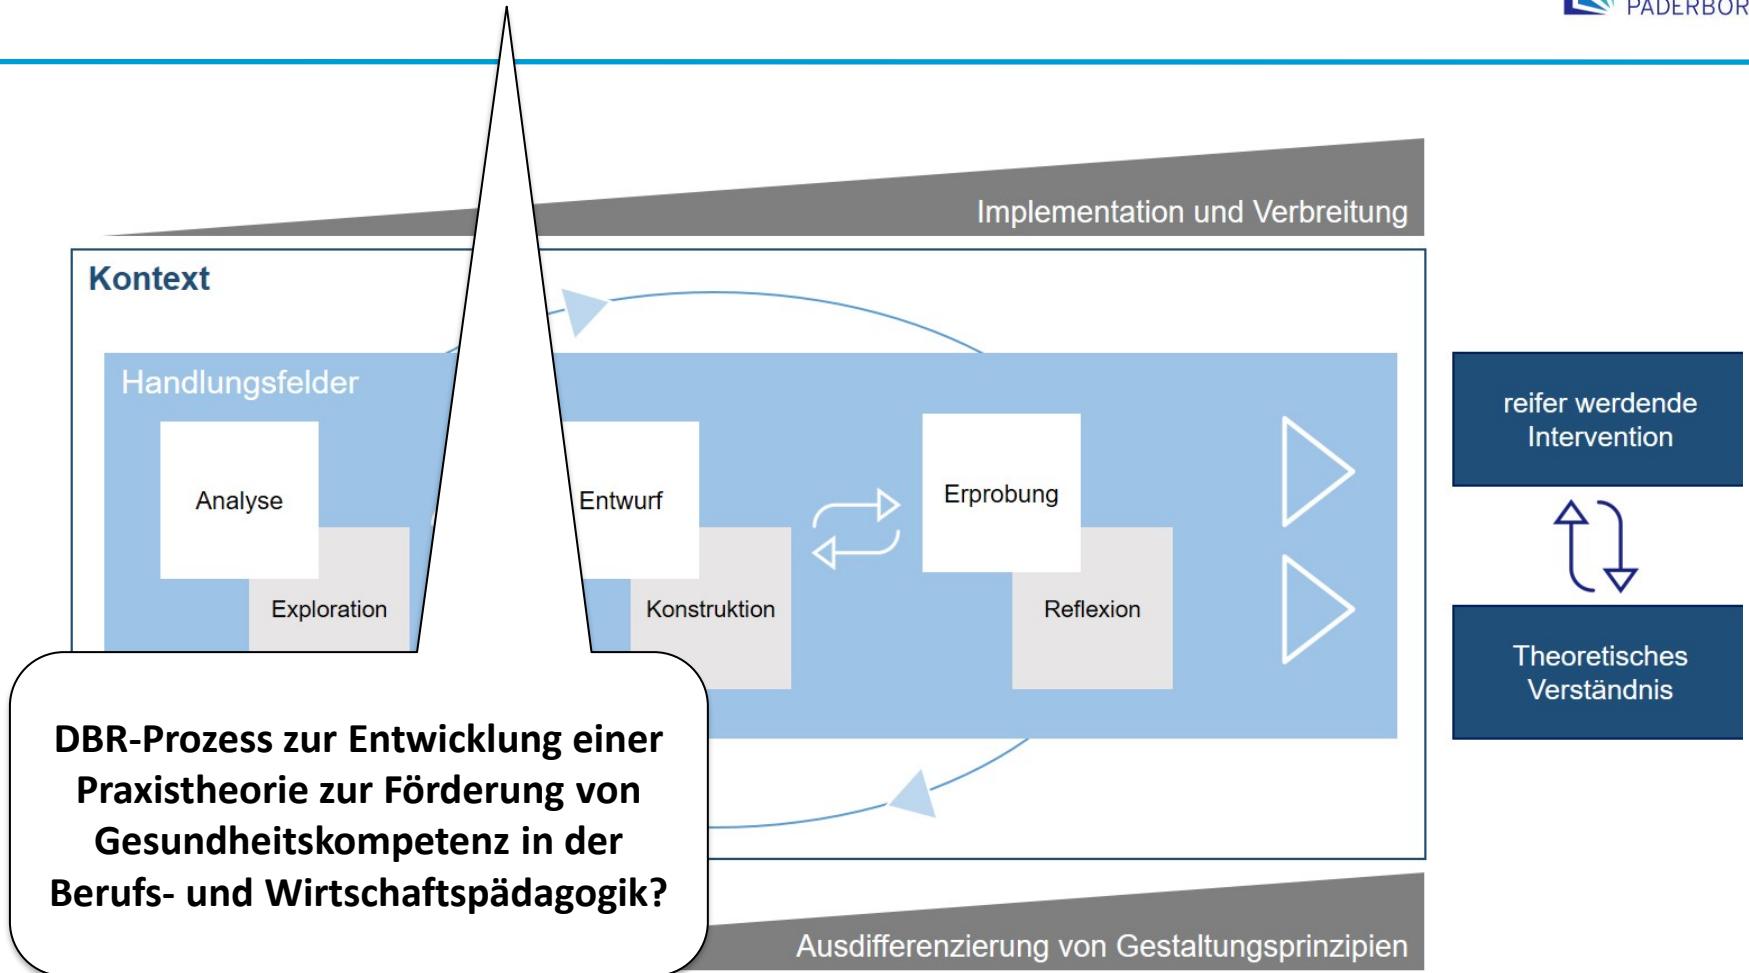 PADERBOR
Implementation und Verbreitung
Kontext
Handlungsfelder
Analyse
Exploration
Entwurf
Konstruktion
Erprobung
Reflexion
reifer werdende
Intervention
Theoretisches
Verständnis
DBR-Prozess zur Entwicklung einer
Praxistheorie zur Förderung von
Gesundheitskompetenz in der
Berufs- und Wirtschaftspädagogik?
Ausdifferenzierung von Gestaltungsprinzipien